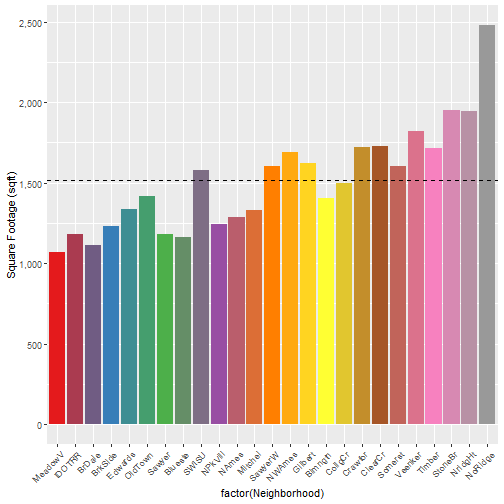 2,500
2,000
1,500
1,000
500
0
Square Footage (sqft)
MeadowV
IDOTRR
BrDale
BrkSide
Edwards
OldTown
Sawyer
Blueste
SWISU
NPkVill
NAmes
Mitchel
SawyerW
NWAmes
Gilbert
Blmngtn
CollgCr
Crawfor
ClearCr
Somerst
Veenker
Timber
StoneBr
NridgHt
NoRidge
factor(Neighborhood)